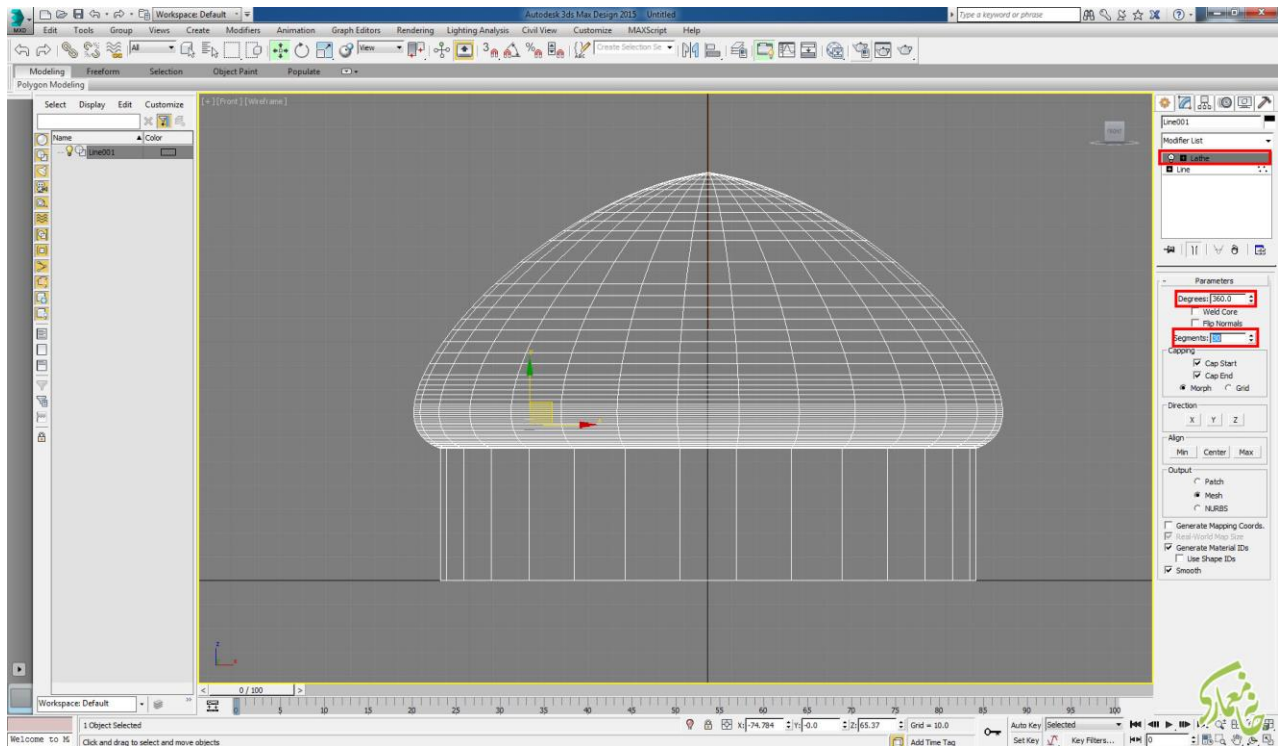 Workspace: Default
Autodesk 3ds Max Design 2015 Untitled
Type a keyword or phrase
MXD
Edit Tools Group Views Create Modifiers Animation Graph Editors Rendering Lighting Analysis Civil View Customize MAXScript Help
All
View
Create Selection Se
Modeling Freeform Selection Object Paint Populate
Polygon Modeling
Select Display Edit Customize
Name Color
Line001
[+][Front][Wireframe]
FRONT
Line001
Modifier List
Lathe
Line
Parameters
Degrees: 360.0
Weld Core
Flip Normals
Segments:
Capping
Cap Start
Cap End
Morph Grid
Direction
X Y Z
Align
Min Center Max
Output
Patch
Mesh
NURBS
Generate Mapping Coords.
Real-World Map Size
Generate Material IDs
Use Shape IDs
Smooth
z
x
0 / 100
Workspace: Default
0 5 10 15 20 25 30 35 40 45 50 55 60 65 70 75 80 85 90 95 100
1 Object Selected
X: -74.784 Y: -0.0 Z: 65.37 Grid = 10.0
Auto Key Selected
Welcome to M
Click and drag to select and move objects
Add Time Tag
Set Key Key Filters...
0